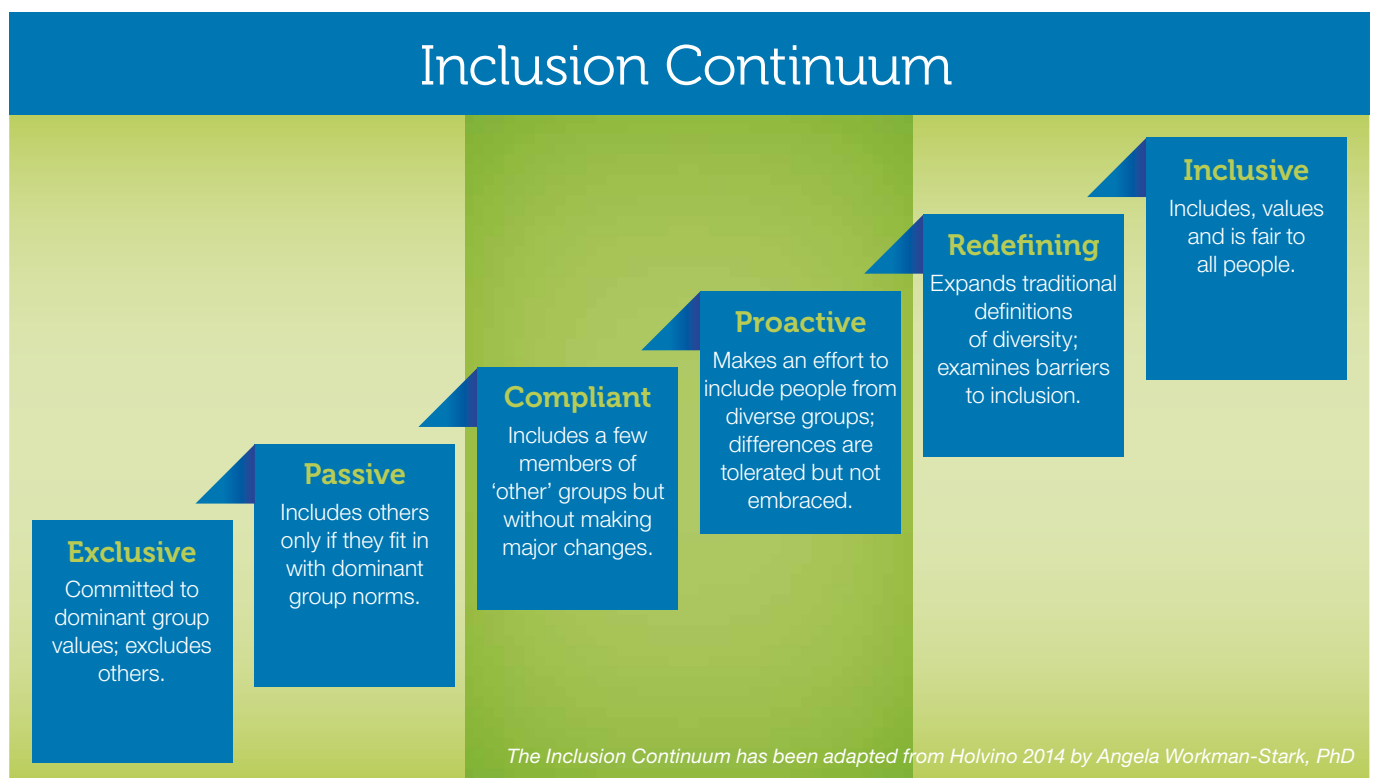 Inclusion Continuum
Exclusive
Committed to
dominant group
values; excludes
others.
Passive
Includes others
only if they fit in
with dominant
group norms.
Compliant
Includes a few
members of
‘other’ groups but
without making
major changes.
Proactive
Makes an effort to
include people from
diverse groups;
differences are
tolerated but not
embraced.
Redefining
Expands traditional
definitions
of diversity;
examines barriers
to inclusion.
Inclusive
Includes, values
and is fair to
all people.
The Inclusion Continuum has been adapted from Holvino 2014 by Angela Workman-Stark, PhD